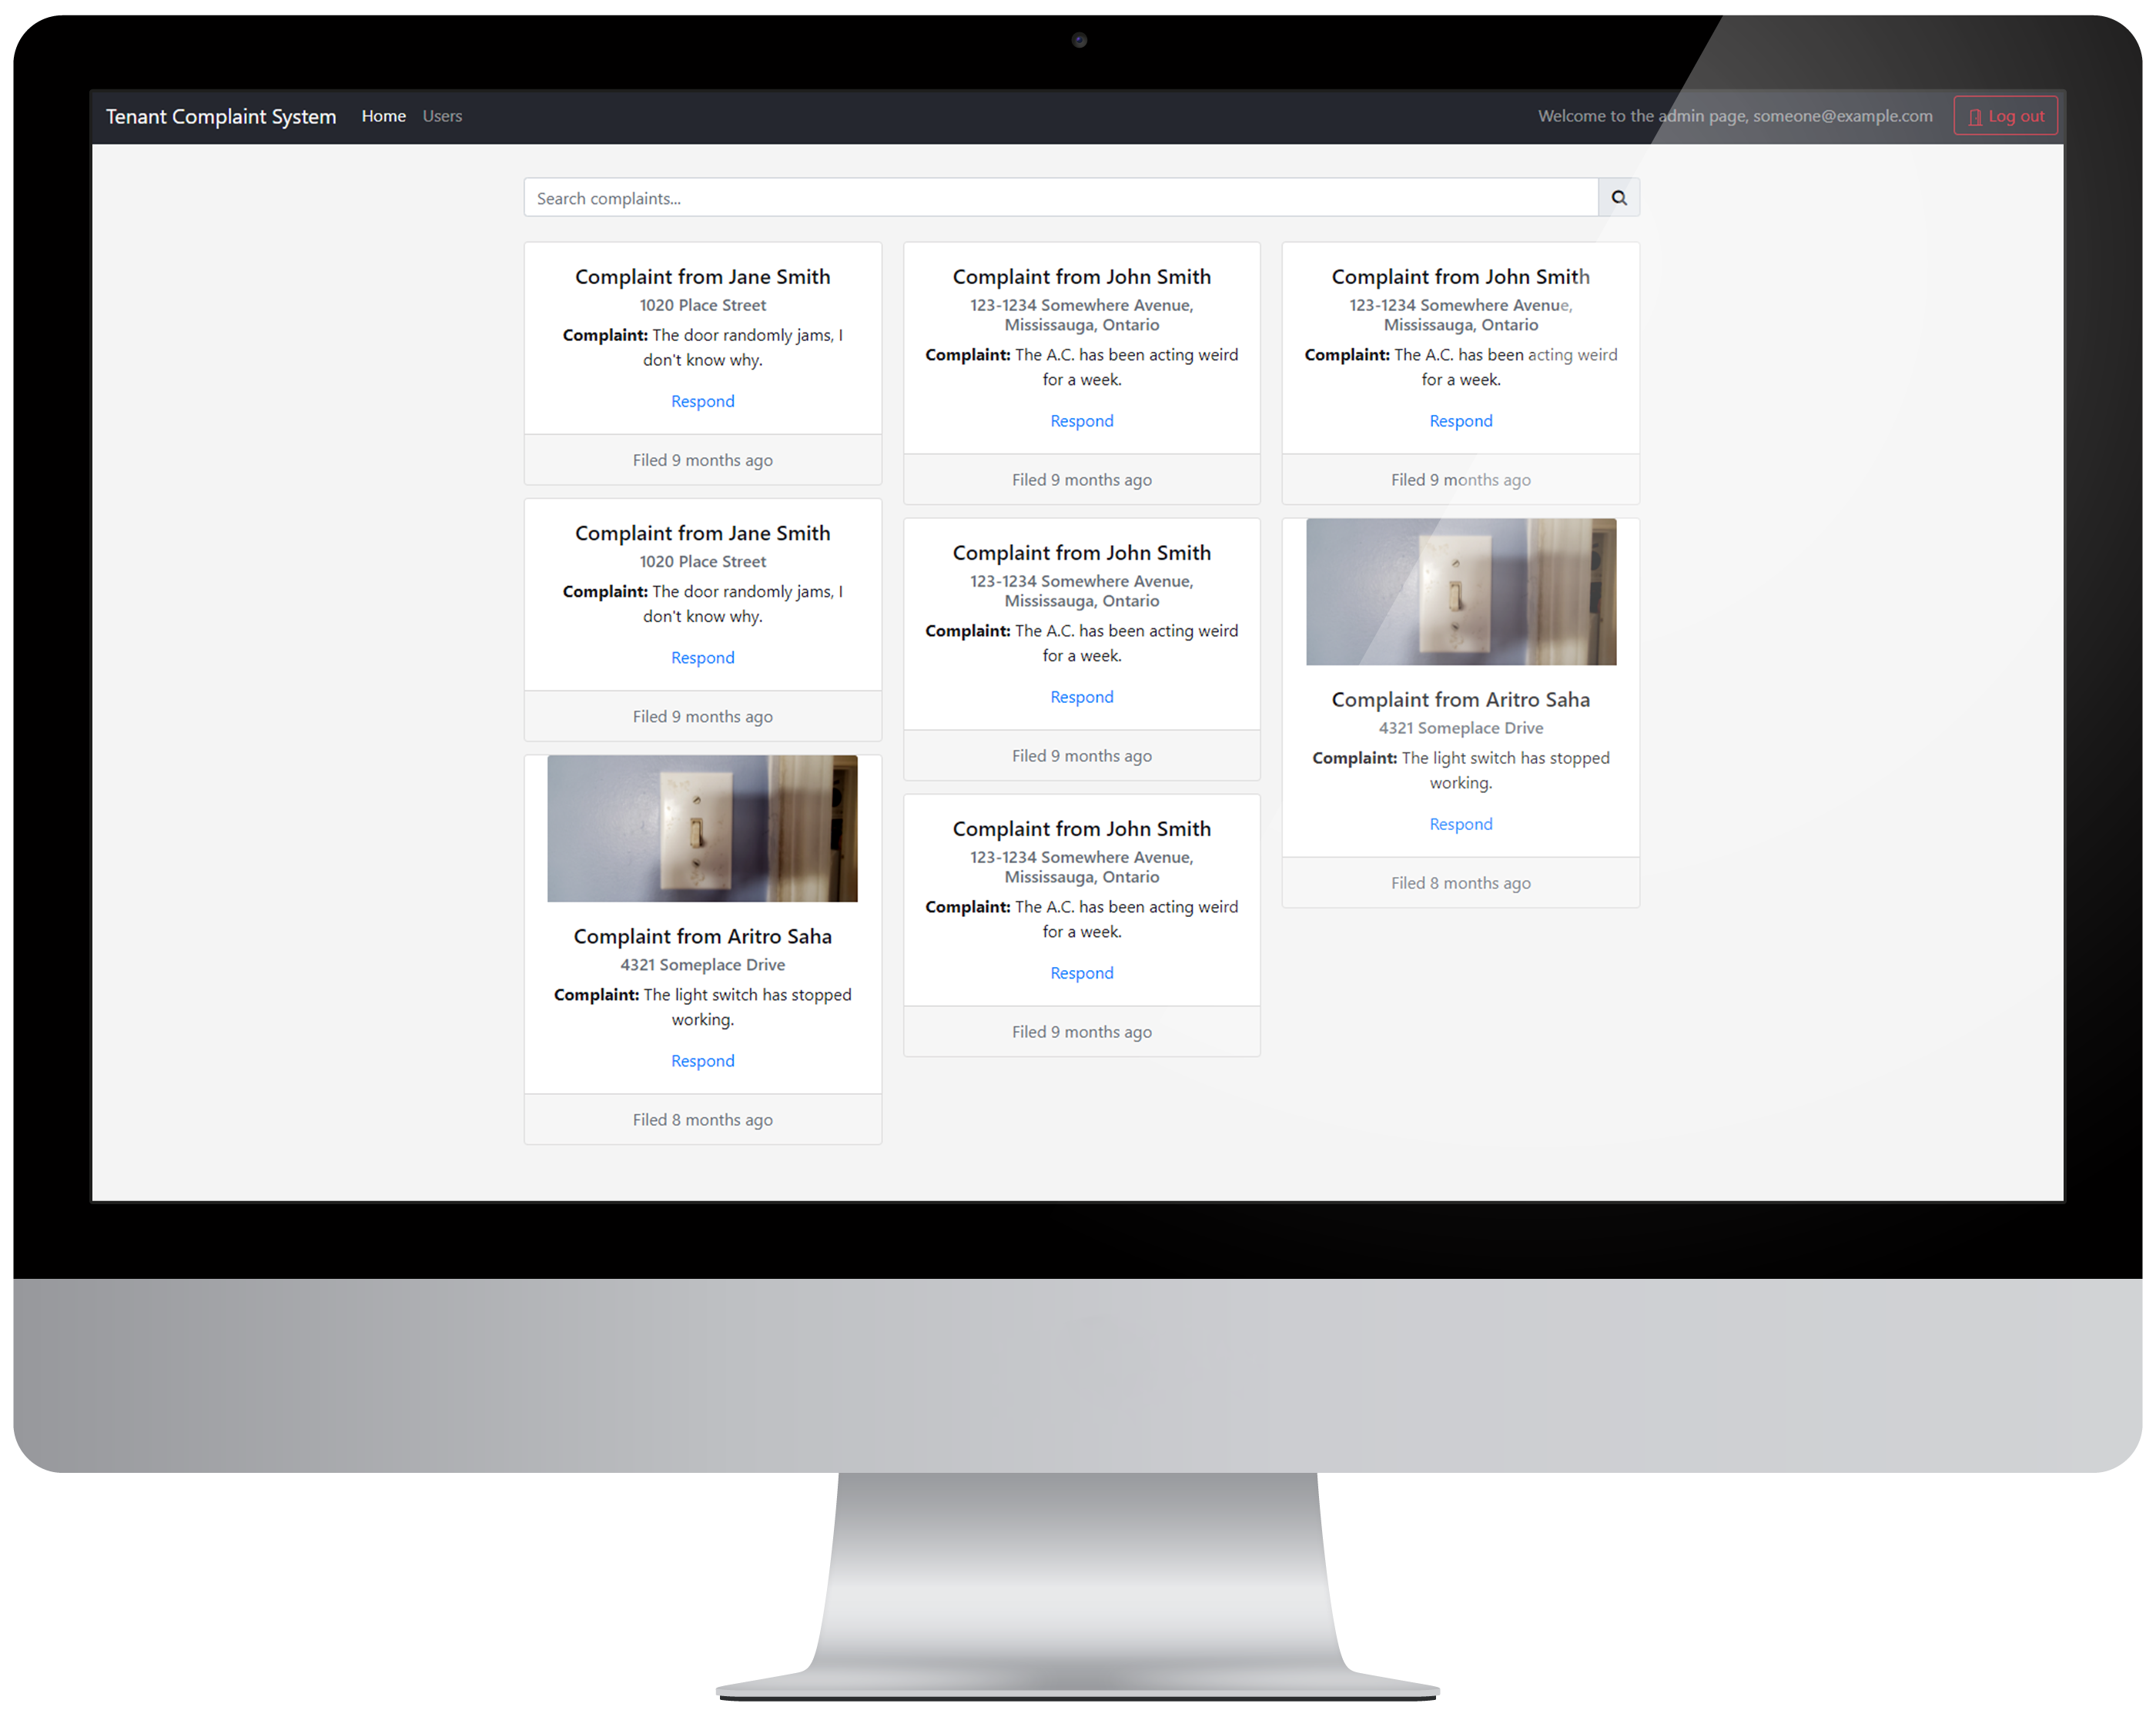 Tenant Complaint System Home Users Welcome to the admin page, someone@example.com Log out
Search complaints...
Complaint from Jane Smith
1020 Place Street
Complaint: The door randomly jams, I
don't know why.
Respond
Filed 9 months ago
Complaint from Jane Smith
1020 Place Street
Complaint: The door randomly jams, I
don't know why.
Respond
Filed 9 months ago
Complaint from Aritro Saha
4321 Someplace Drive
Complaint: The light switch has stopped
working.
Respond
Filed 8 months ago
Complaint from John Smith
123-1234 Somewhere Avenue,
Mississauga, Ontario
Complaint: The A.C. has been acting weird
for a week.
Respond
Filed 9 months ago
Complaint from John Smith
123-1234 Somewhere Avenue,
Mississauga, Ontario
Complaint: The A.C. has been acting weird
for a week.
Respond
Filed 9 months ago
Complaint from John Smith
123-1234 Somewhere Avenue,
Mississauga, Ontario
Complaint: The A.C. has been acting weird
for a week.
Respond
Filed 9 months ago
Complaint from John Smith
123-1234 Somewhere Avenue,
Mississauga, Ontario
Complaint: The A.C. has been acting weird
for a week.
Respond
Filed 9 months ago
Complaint from Aritro Saha
4321 Someplace Drive
Complaint: The light switch has stopped
working.
Respond
Filed 8 months ago